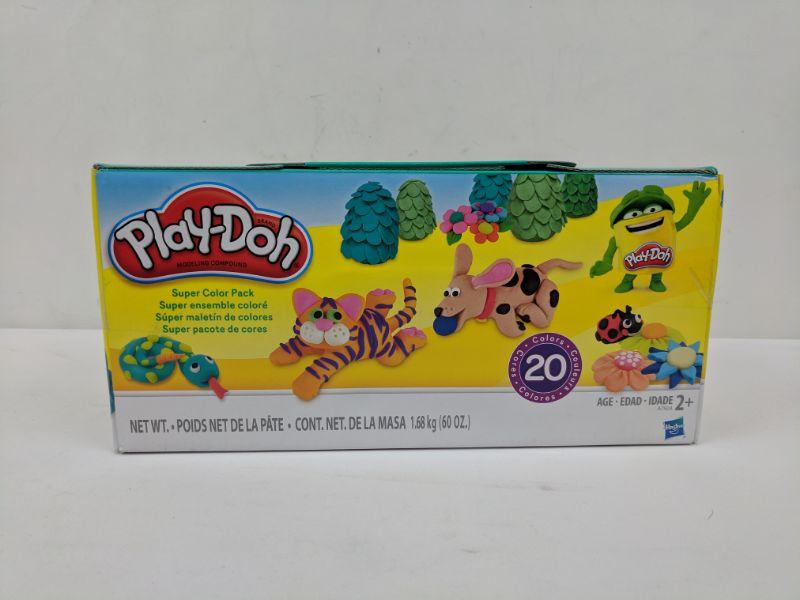 PLAY-DOH
BRAND
MODELING COMPOUND
Super Color Pack
Super ensemble coloré
Súper maletín de colores
Super pacote de cores
PLAY-DOH
Colors • Couleurs • Colores • Cores
20
AGE • EDAD • IDADE 2+
A7924
NET WT. • POIDS NET DE LA PÂTE • CONT. NET. DE LA MASA 1.68 kg (60 OZ.)
Hasbro